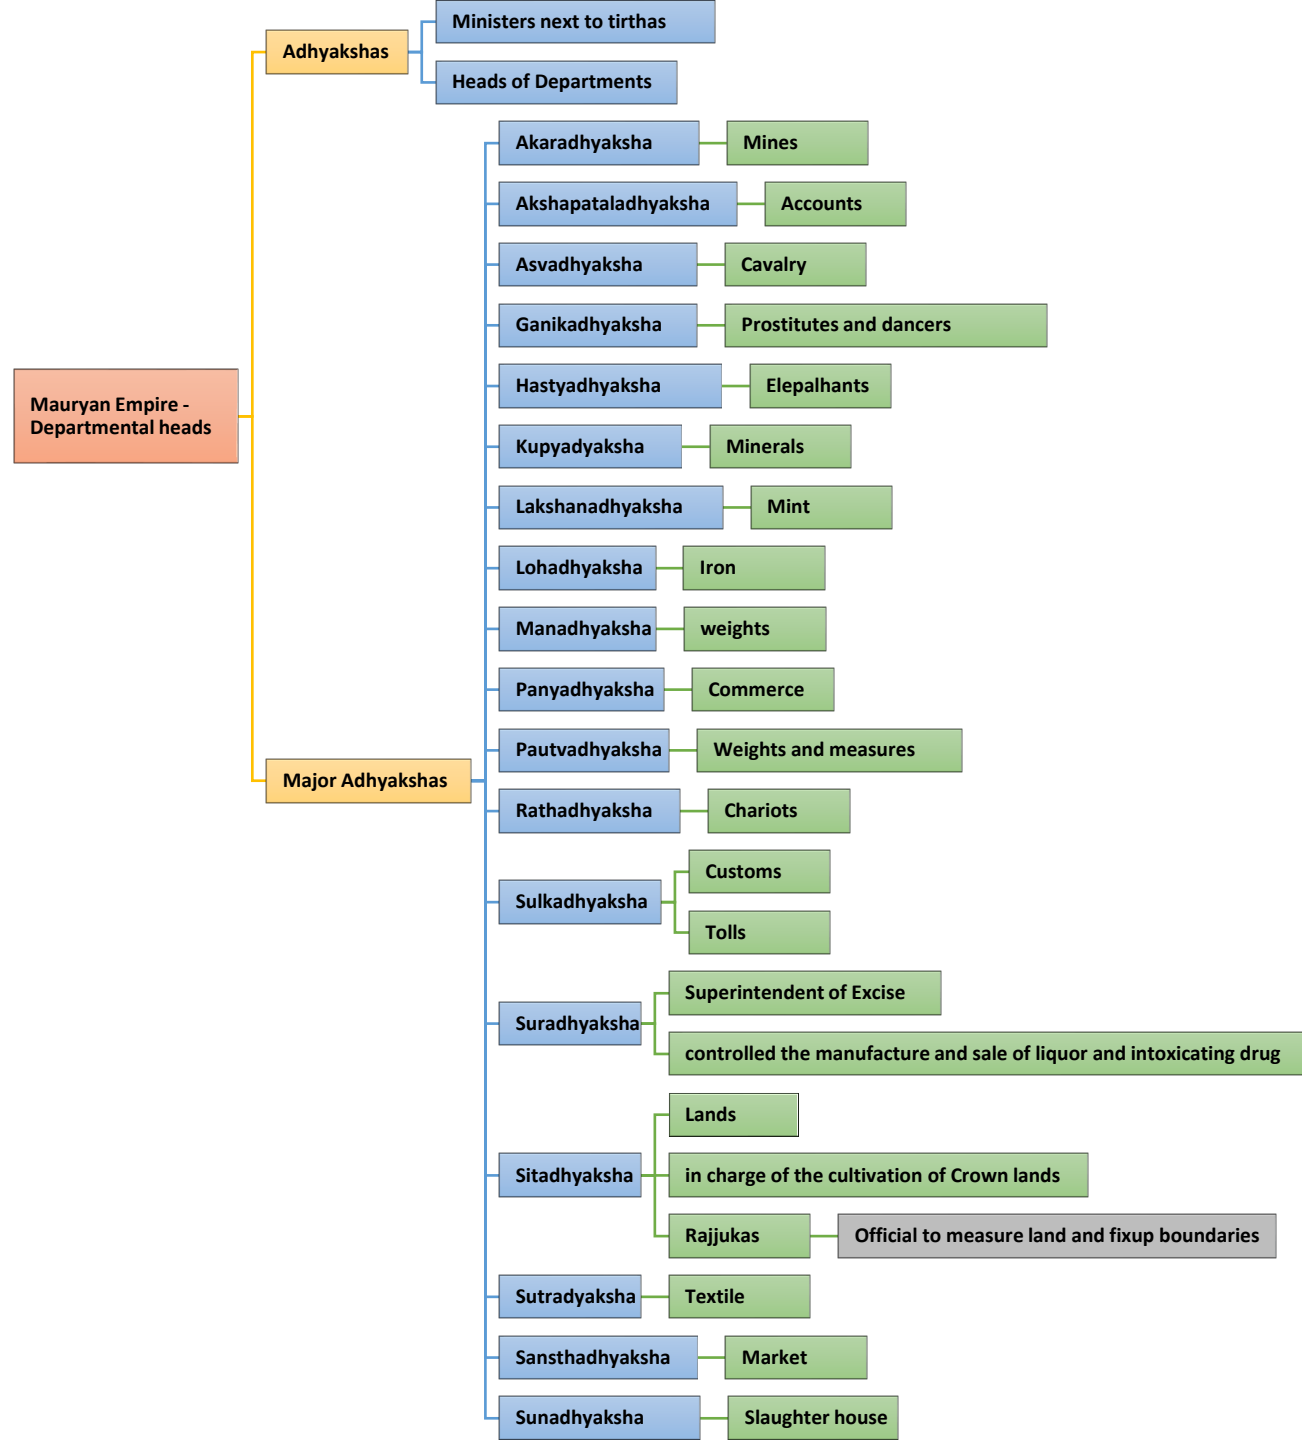 Mauryan Empire -
Departmental heads
Adhyakshas
Ministers next to tirthas
Heads of Departments
Major Adhyakshas
Akaradhyaksha
Mines
Akshapataladhyaksha
Accounts
Asvadhyaksha
Cavalry
Ganikadhyaksha
Prostitutes and dancers
Hastyadhyaksha
Elepalhants
Kupyadyaksha
Minerals
Lakshanadhyaksha
Mint
Lohadhyaksha
Iron
Manadhyaksha
weights
Panyadhyaksha
Commerce
Pautvadhyaksha
Weights and measures
Rathadhyaksha
Chariots
Sulkadhyaksha
Customs
Tolls
Suradhyaksha
Superintendent of Excise
controlled the manufacture and sale of liquor and intoxicating drug
Sitadhyaksha
Lands
in charge of the cultivation of Crown lands
Rajjukas
Official to measure land and fixup boundaries
Sutradyaksha
Textile
Sansthadhyaksha
Market
Sunadhyaksha
Slaughter house